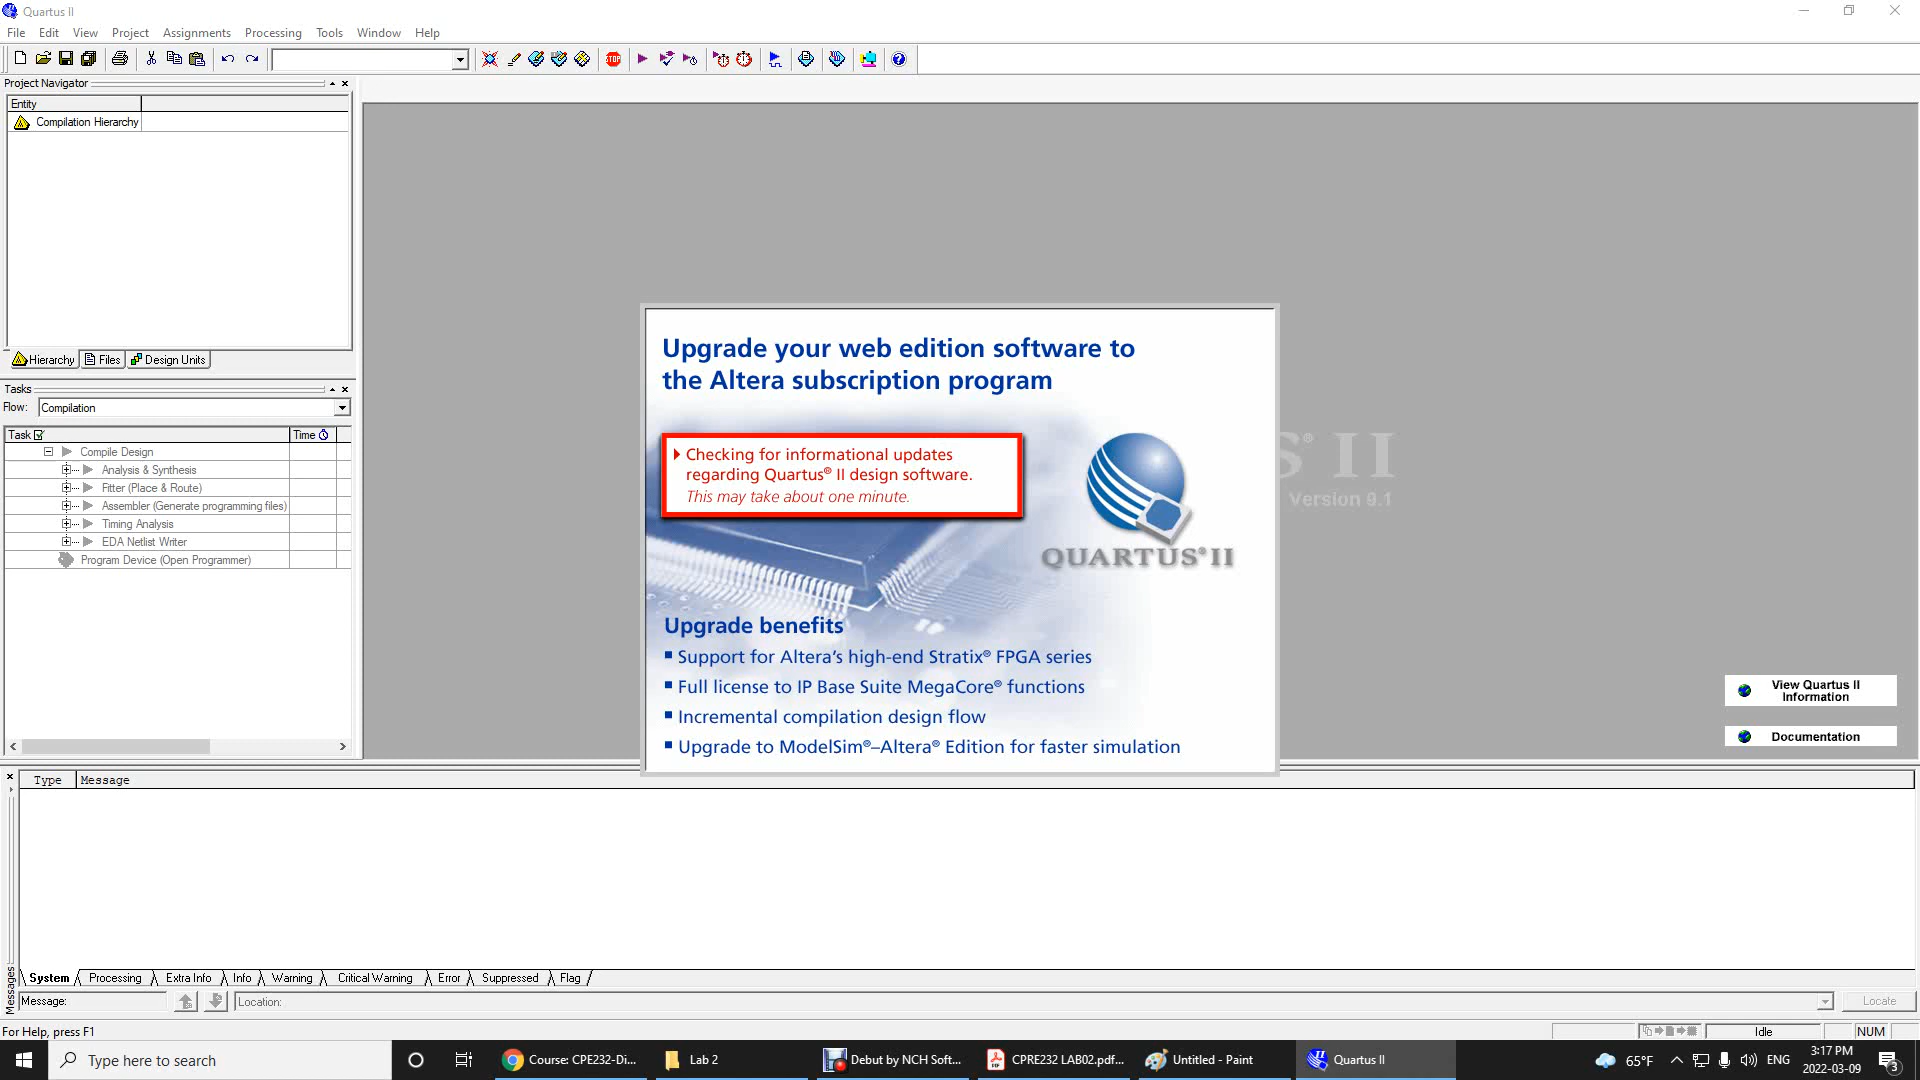 Quartus II
File Edit View Project Assignments Processing Tools Window Help
Project Navigator
Entity
Compilation Hierarchy
Hierarchy Files Design Units
Tasks
Flow: Compilation
Task Time
Compile Design
Analysis & Synthesis
Fitter (Place & Route)
Assembler (Generate programming files)
Timing Analysis
EDA Netlist Writer
Program Device (Open Programmer)
Upgrade your web edition software to
the Altera subscription program
Checking for informational updates
regarding Quartus® II design software.
This may take about one minute.
QUARTUS® II
Upgrade benefits
Support for Altera's high-end Stratix® FPGA series
Full license to IP Base Suite MegaCore® functions
Incremental compilation design flow
Upgrade to ModelSim®–Altera® Edition for faster simulation
S® II
Version 9.1
View Quartus II
Information
Documentation
Type Message
System Processing Extra Info Info Warning Critical Warning Error Suppressed Flag
Messages
Message: Location: Locate
For Help, press F1
Idle NUM
Type here to search
Course: CPE232-Di...
Lab 2
Debut by NCH Soft...
CPRE232 LAB02.pdf...
Untitled - Paint
Quartus II
65°F
ENG
3:17 PM
2022-03-09
3